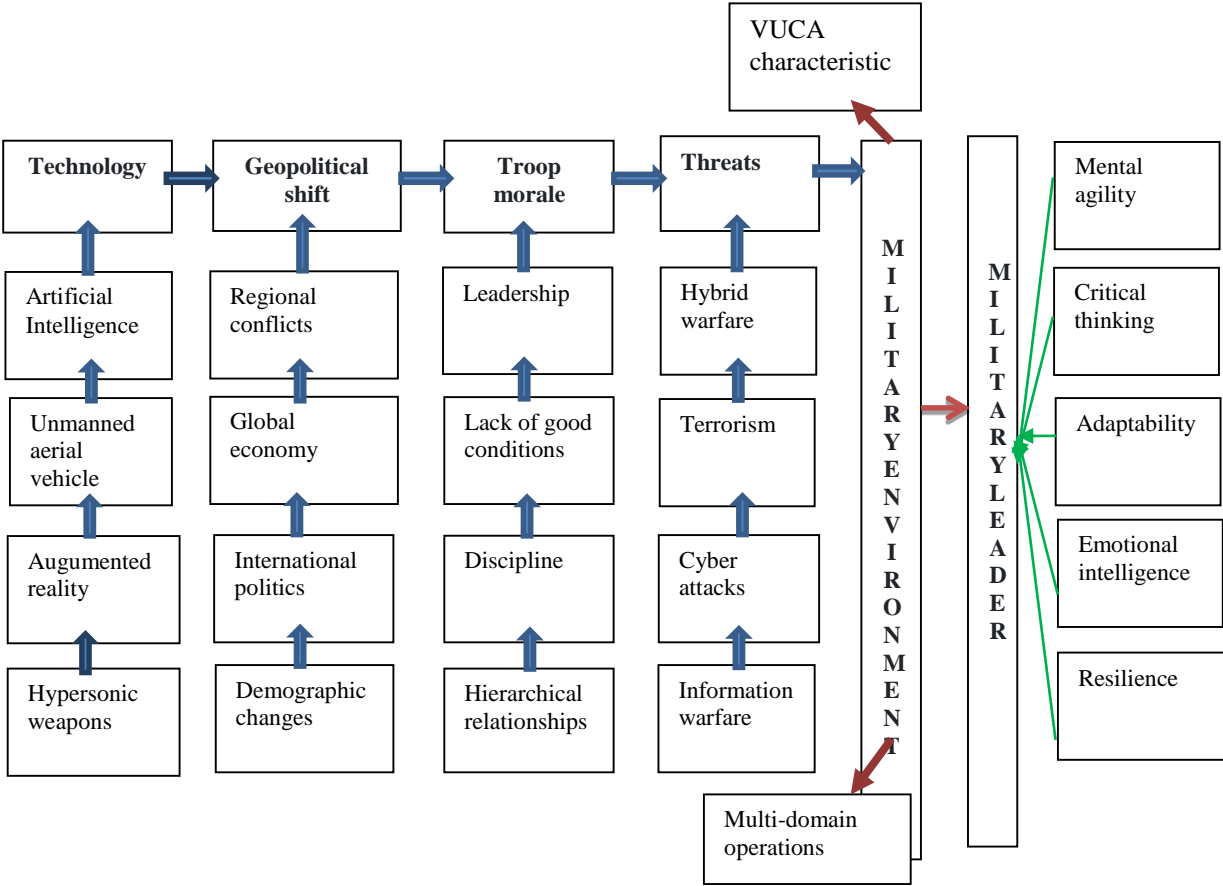 VUCA
characteristic
Technology
Geopolitical
shift
Troop
morale
Threats
Artificial
Intelligence
Regional
conflicts
Leadership
Hybrid
warfare
Unmanned
aerial
vehicle
Global
economy
Lack of good
conditions
Terrorism
Augumented
reality
International
politics
Discipline
Cyber
attacks
Hypersonic
weapons
Demographic
changes
Hierarchical
relationships
Information
warfare
MILITARYENVIRONMENT
Multi-domain
operations
MILITARYLEADER
Mental
agility
Critical
thinking
Adaptability
Emotional
intelligence
Resilience